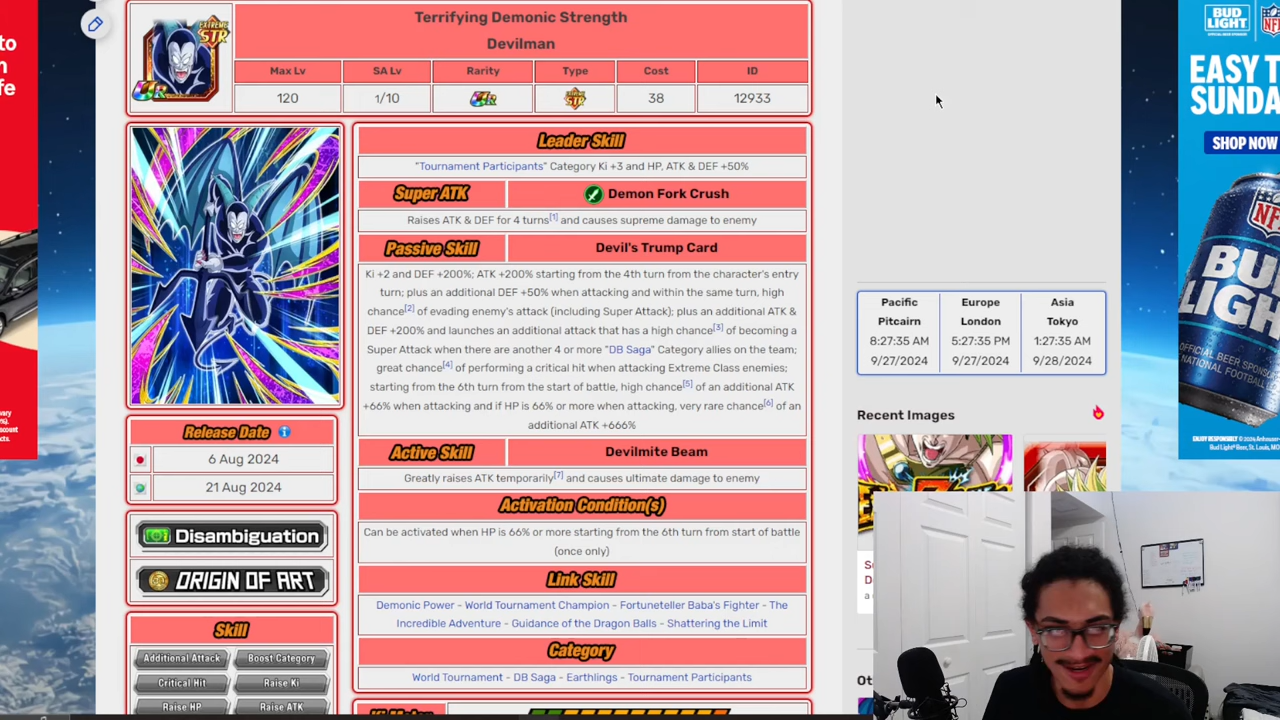 Terrifying Demonic Strength
Devilman
EXTREME STR
UR
Max Lv SA Lv Rarity Type Cost ID
120 1/10 UR EXTREME STR 38 12933
Leader Skill
"Tournament Participants" Category Ki +3 and HP, ATK & DEF +50%
Super ATK Demon Fork Crush
Raises ATK & DEF for 4 turns[1] and causes supreme damage to enemy
Passive Skill Devil's Trump Card
Ki +2 and DEF +200%; ATK +200% starting from the 4th turn from the character's entry
turn; plus an additional DEF +50% when attacking and within the same turn, high
chance[2] of evading enemy's attack (including Super Attack); plus an additional ATK &
DEF +200% and launches an additional attack that has a high chance[3] of becoming a
Super Attack when there are another 4 or more "DB Saga" Category allies on the team;
great chance[4] of performing a critical hit when attacking Extreme Class enemies;
starting from the 6th turn from the start of battle, high chance[5] of an additional ATK
+66% when attacking and if HP is 66% or more when attacking, very rare chance[6] of an
additional ATK +666%
Active Skill Devilmite Beam
Greatly raises ATK temporarily[7] and causes ultimate damage to enemy
Activation Condition(s)
Can be activated when HP is 66% or more starting from the 6th turn from start of battle
(once only)
Link Skill
Demonic Power - World Tournament Champion - Fortuneteller Baba's Fighter - The
Incredible Adventure - Guidance of the Dragon Balls - Shattering the Limit
Category
World Tournament - DB Saga - Earthlings - Tournament Participants
Release Date
6 Aug 2024
21 Aug 2024
Disambiguation
ORIGIN OF ART
Skill
Additional Attack Boost Category
Critical Hit Raise Ki
Raise HP Raise ATK
Pacific Europe Asia
Pitcairn London Tokyo
8:27:35 AM 5:27:35 PM 1:27:35 AM
9/27/2024 9/27/2024 9/28/2024
Recent Images
BUD
LIGHT
NFL
EASY T
SUNDA
SHOP NOW
BU
LIGH